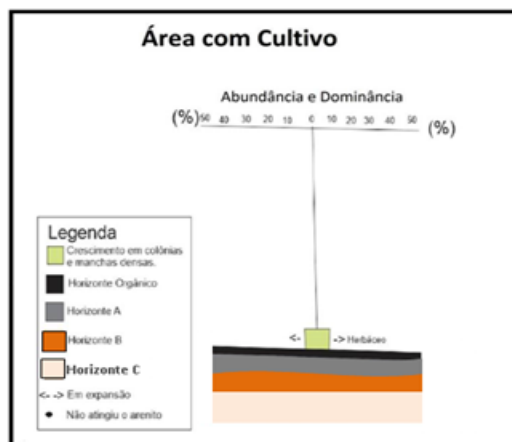 Área com Cultivo
Abundância e Dominância
(%) 50 40 30 20 10 0 10 20 30 40 50 (%)
Legenda
Crescimento em colônias
e manchas densas.
Horizonte Orgânico
Horizonte A
Horizonte B
Horizonte C
<- -> Em expansão
Não atingiu o arenito
<- -> Herbáceo